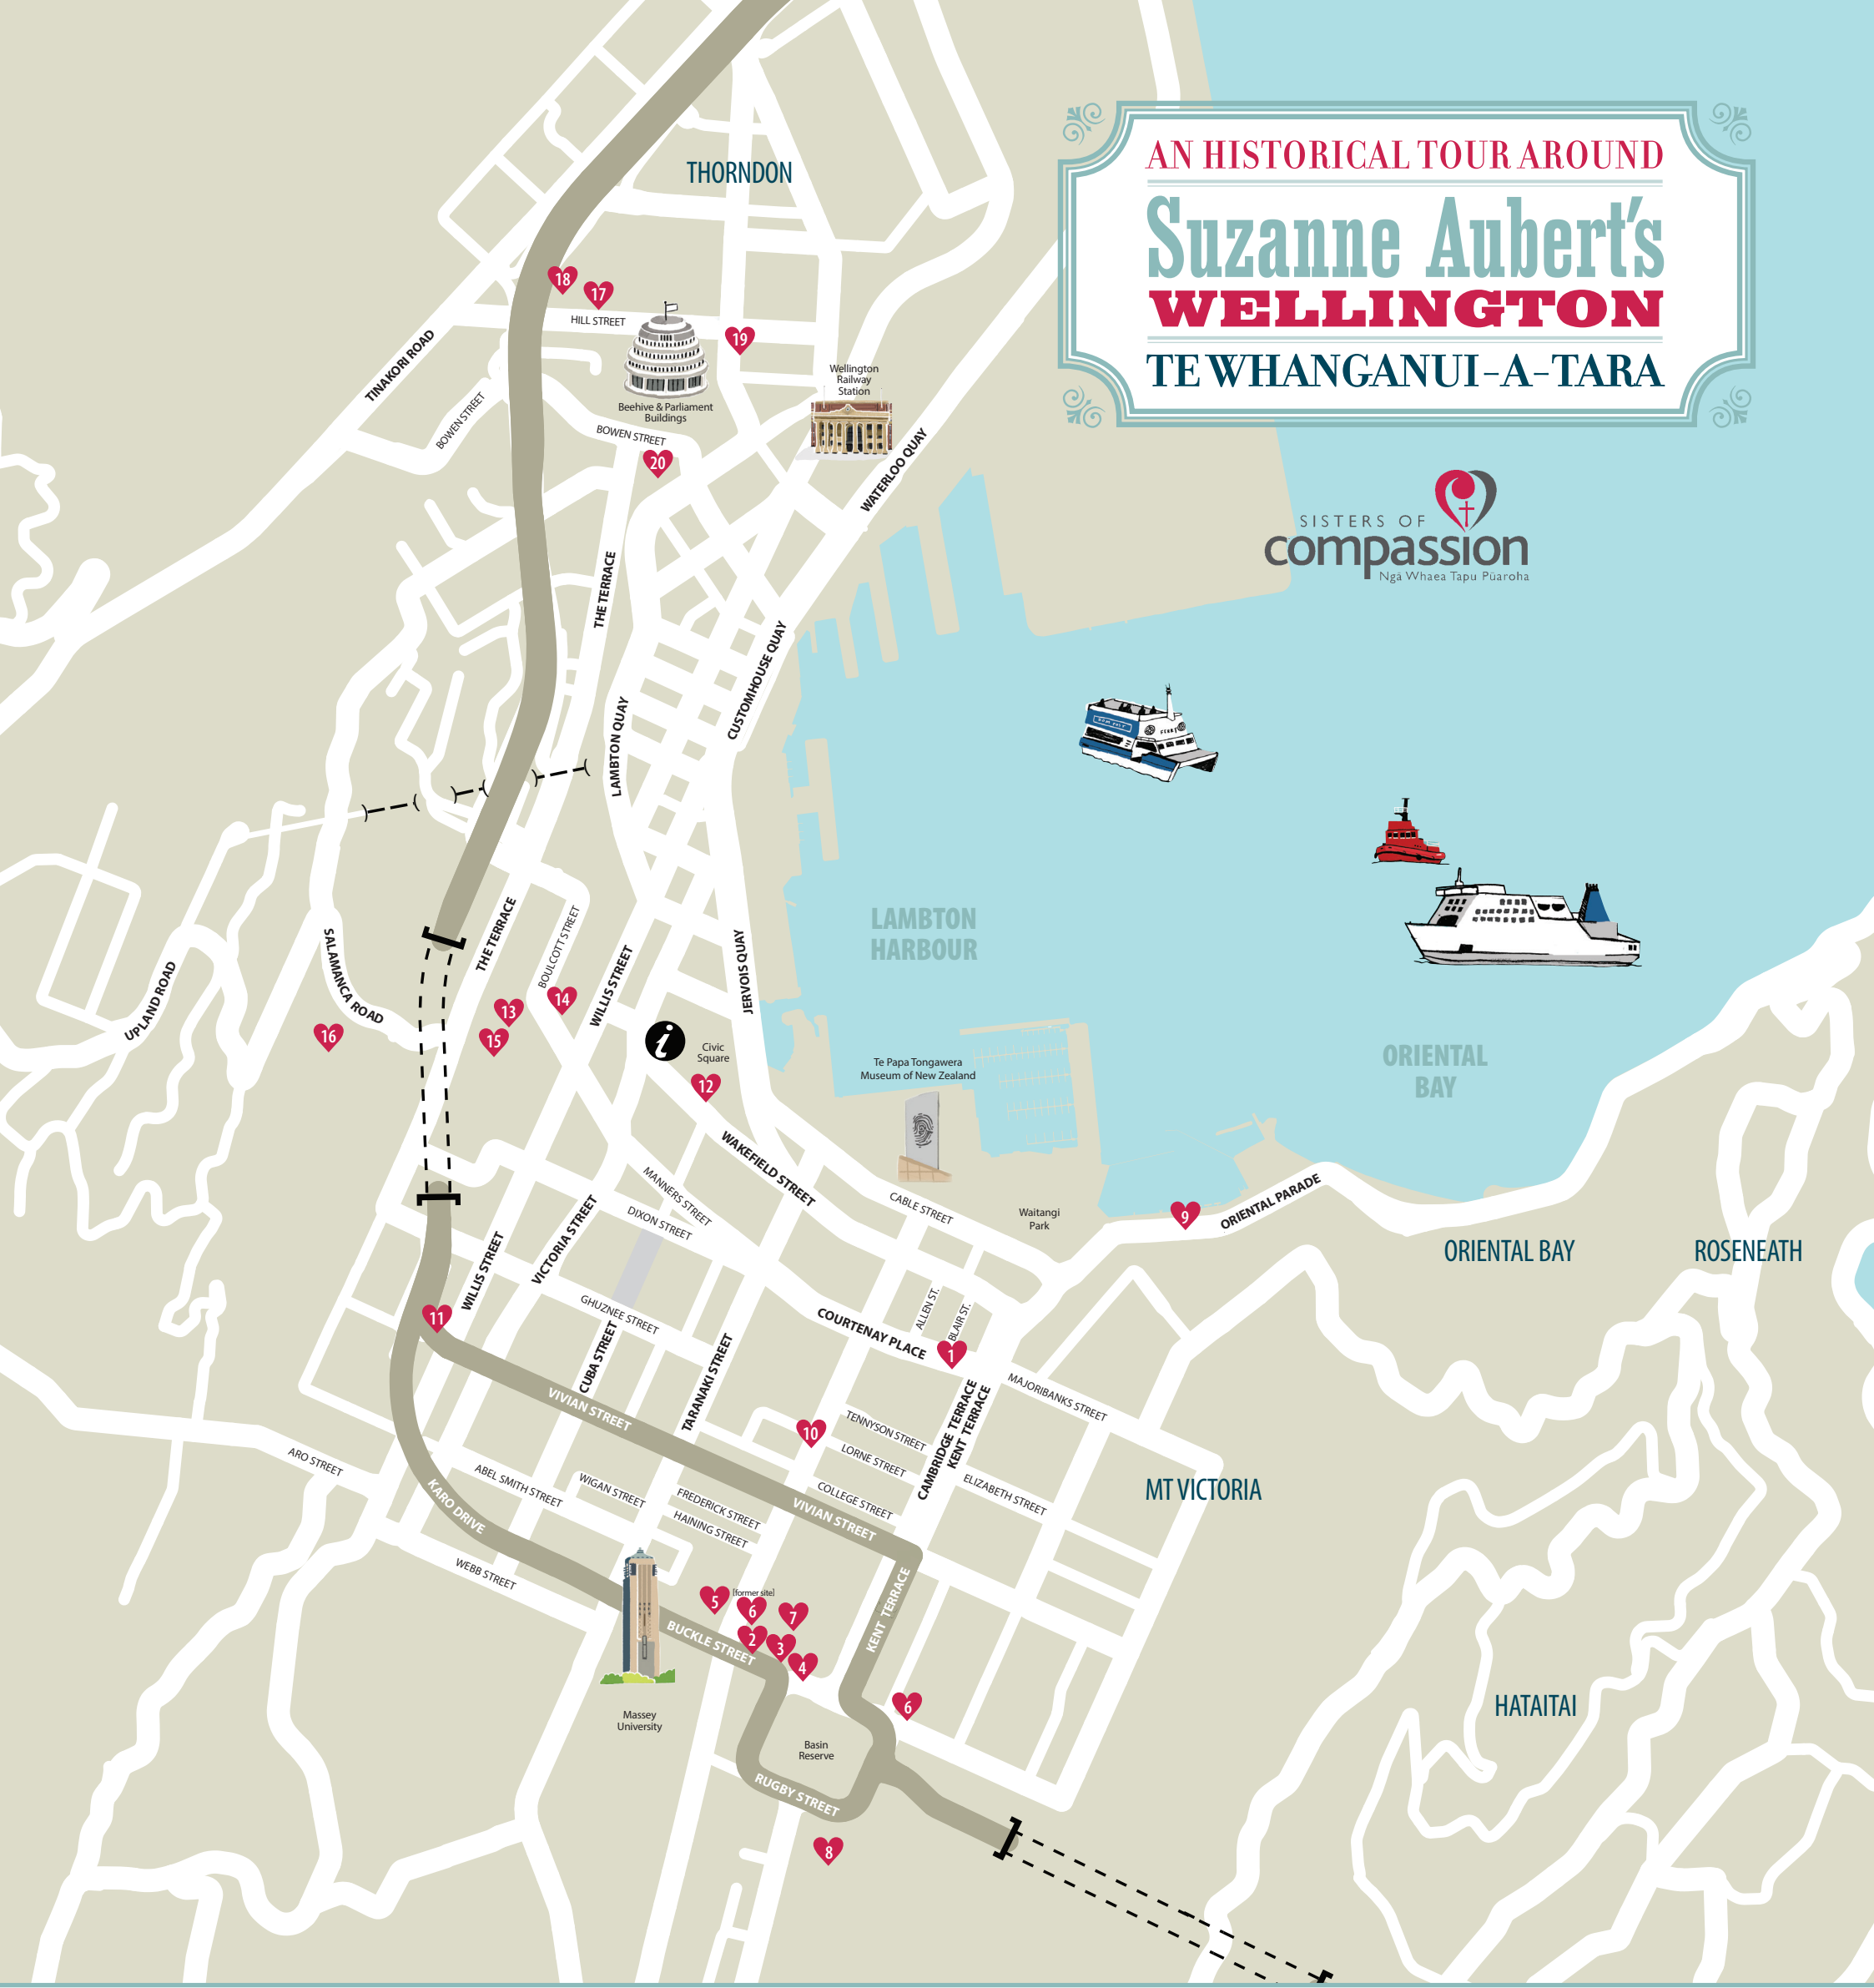 AN HISTORICAL TOUR AROUND
Suzanne Aubert's
WELLINGTON
TE WHANGANUI-A-TARA
SISTERS OF
compassion
Ngā Whaea Tapu Pūaroha
THORNDON
18
17
HILL STREET
19
TINAKORI ROAD
Wellington
Railway
Station
Beehive & Parliament
Buildings
BOWEN STREET
BOWEN STREET
20
WATERLOO QUAY
THE TERRACE
CUSTOMHOUSE QUAY
LAMBTON QUAY
FERRY
LAMBTON
HARBOUR
THE TERRACE
BOULCOTT STREET
WILLIS STREET
JERVOIS QUAY
SALAMANCA ROAD
UPLAND ROAD
14
13
15
16
i
Civic
Square
12
Te Papa Tongawera
Museum of New Zealand
ORIENTAL
BAY
WAKEFIELD STREET
MANNERS STREET
DIXON STREET
CABLE STREET
Waitangi
Park
9
ORIENTAL PARADE
ORIENTAL BAY
ROSENEATH
VICTORIA STREET
WILLIS STREET
11
GHUZNEE STREET
CUBA STREET
TARANAKI STREET
ALLEN ST.
BLAIR ST.
COURTENAY PLACE
1
MAJORIBANKS STREET
VIVIAN STREET
10
TENNYSON STREET
LORNE STREET
CAMBRIDGE TERRACE
KENT TERRACE
ELIZABETH STREET
MT VICTORIA
ARO STREET
KARO DRIVE
ABEL SMITH STREET
WIGAN STREET
FREDERICK STREET
HAINING STREET
COLLEGE STREET
VIVIAN STREET
WEBB STREET
KENT TERRACE
5
[former site]
6
7
2
3
4
BUCKLE STREET
6
HATAITAI
Massey
University
Basin
Reserve
RUGBY STREET
8